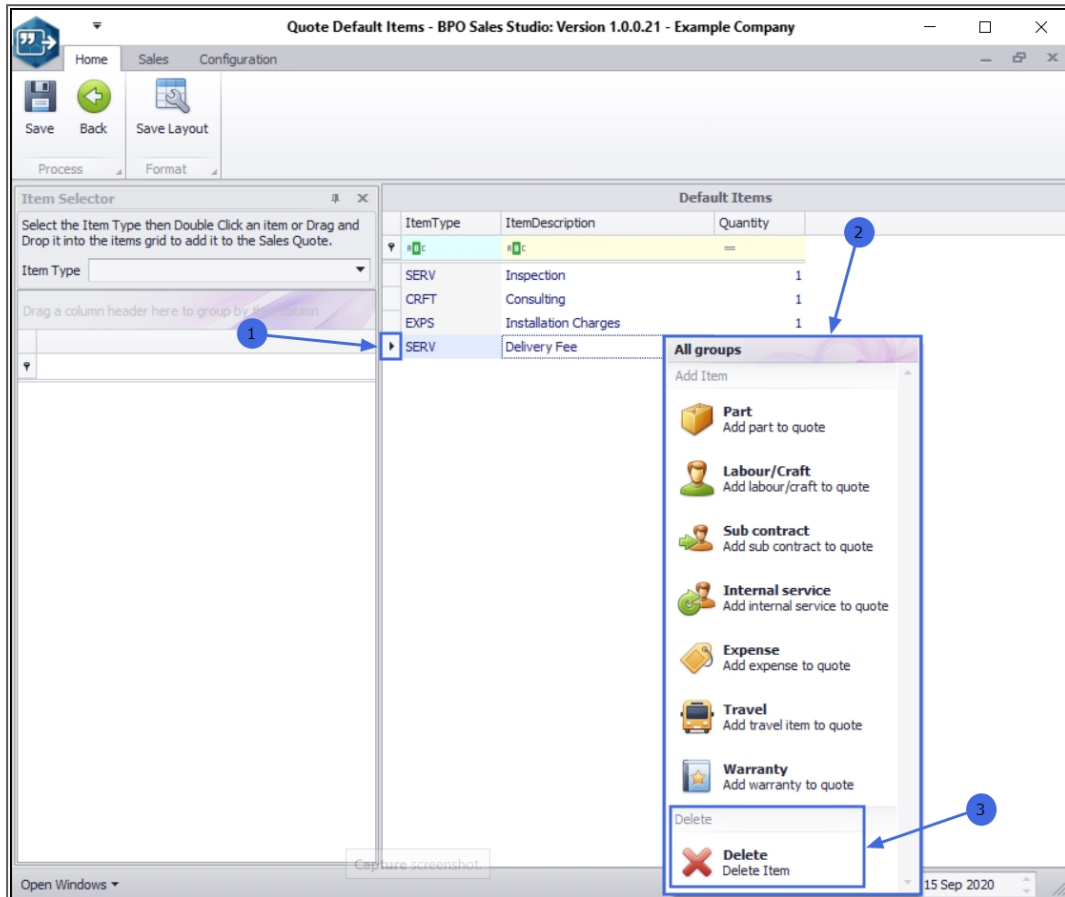 Quote Default Items - BPO Sales Studio: Version 1.0.0.21 - Example Company
Home Sales Configuration
Save Back Save Layout
Process Format
Item Selector
Select the Item Type then Double Click an item or Drag and
Drop it into the items grid to add it to the Sales Quote.
Item Type
Drag a column header here to group by that column
1
Default Items
ItemType ItemDescription Quantity
=
2
SERV Inspection 1
CRFT Consulting 1
EXPS Installation Charges 1
SERV Delivery Fee
All groups
Add Item
Part
Add part to quote
Labour/Craft
Add labour/craft to quote
Sub contract
Add sub contract to quote
Internal service
Add internal service to quote
Expense
Add expense to quote
Travel
Add travel item to quote
Warranty
Add warranty to quote
3
Delete
Delete
Delete Item
Capture screenshot.
Open Windows
15 Sep 2020